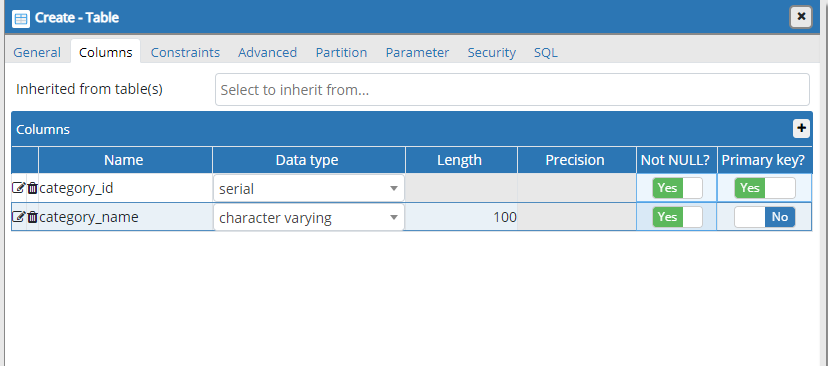 Create - Table
General Columns Constraints Advanced Partition Parameter Security SQL
Inherited from table(s) Select to inherit from...
Columns
Name Data type Length Precision Not NULL? Primary key?
category_id serial Yes Yes
category_name character varying 100 Yes No